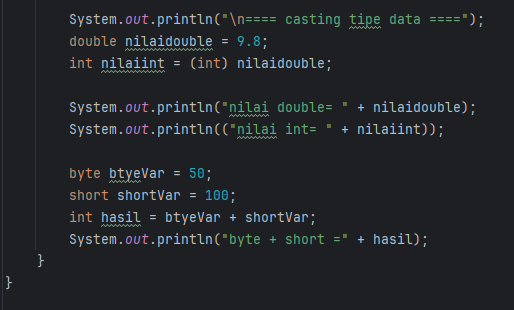 System.out.println("\n==== casting tipe data ====");
double nilaidouble = 9.8;
int nilaiint = (int) nilaidouble;
System.out.println("nilai double= " + nilaidouble);
System.out.println(("nilai int= " + nilaiint));
byte btyeVar = 50;
short shortVar = 100;
int hasil = btyeVar + shortVar;
System.out.println("byte + short =" + hasil);
}
}